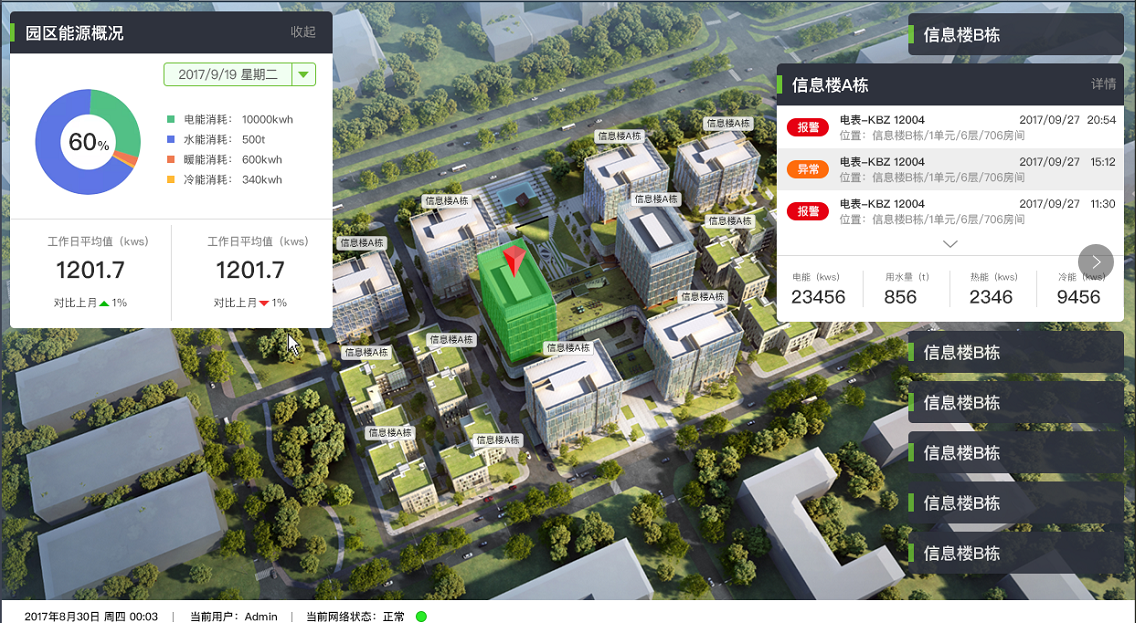 园区能源概况
收起
2017/9/19 星期二
60%
电能消耗： 10000kwh
水能消耗： 500t
暖能消耗： 600kwh
冷能消耗： 340kwh
工作日平均值（kws）
1201.7
对比上月 1%
工作日平均值（kws）
1201.7
对比上月 1%
信息楼B栋
信息楼A栋
详情
报警
电表-KBZ 12004
2017/09/27 20:54
位置：信息楼B栋/1单元/6层/706房间
异常
电表-KBZ 12004
2017/09/27 15:12
位置：信息楼B栋/1单元/6层/706房间
报警
电表-KBZ 12004
2017/09/27 11:30
位置：信息楼B栋/1单元/6层/706房间
电能（kws）
23456
用水量（t）
856
热能（kws）
2346
冷能（kws）
9456
信息楼B栋
信息楼B栋
信息楼B栋
信息楼B栋
信息楼B栋
信息楼A栋
信息楼A栋
信息楼A栋
信息楼A栋
信息楼A栋
信息楼A栋
信息楼A栋
信息楼A栋
信息楼A栋
信息楼A栋
信息楼A栋
信息楼A栋
2017年8月30日 周四 00:03 | 当前用户：Admin | 当前网络状态：正常